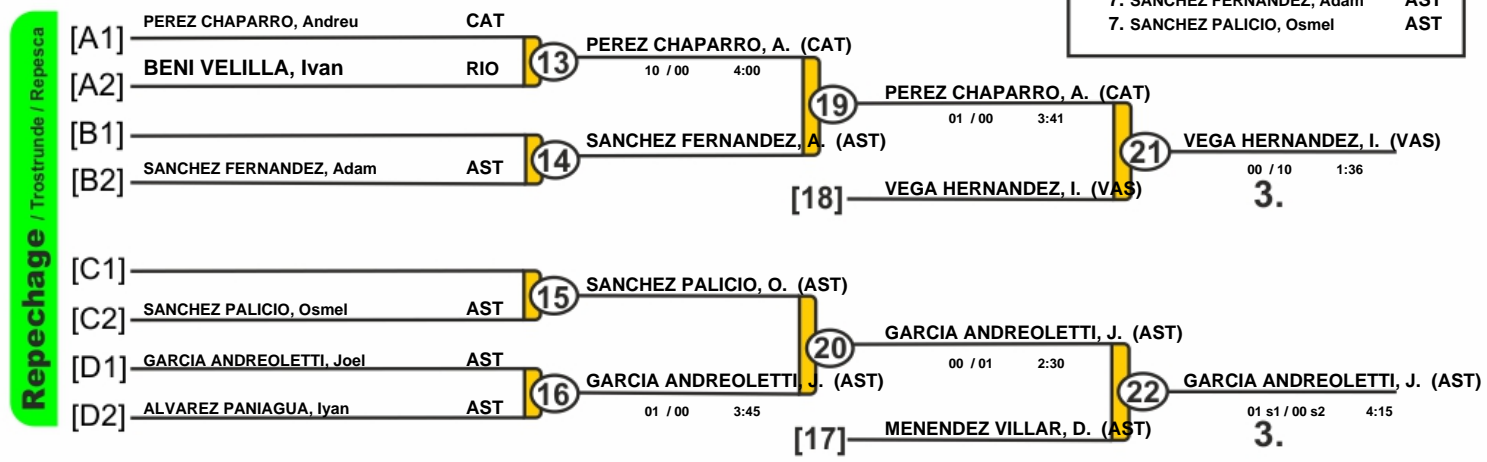 7. SANCHEZ FERNANDEZ, Adam AST
7. SANCHEZ PALICIO, Osmel AST
Repechage / Trostrunde / Repesca
[A1] PEREZ CHAPARRO, Andreu CAT
[A2] BENI VELILLA, Ivan RIO
13
PEREZ CHAPARRO, A. (CAT)
10 / 00 4:00
[B1]
[B2] SANCHEZ FERNANDEZ, Adam AST
14
SANCHEZ FERNANDEZ, A. (AST)
19
PEREZ CHAPARRO, A. (CAT)
01 / 00 3:41
[18] VEGA HERNANDEZ, I. (VAS)
21
VEGA HERNANDEZ, I. (VAS)
00 / 10 1:36
3.
[C1]
[C2] SANCHEZ PALICIO, Osmel AST
15
SANCHEZ PALICIO, O. (AST)
[D1] GARCIA ANDREOLETTI, Joel AST
[D2] ALVAREZ PANIAGUA, Iyan AST
16
GARCIA ANDREOLETTI, J. (AST)
01 / 00 3:45
20
GARCIA ANDREOLETTI, J. (AST)
00 / 01 2:30
[17] MENENDEZ VILLAR, D. (AST)
22
GARCIA ANDREOLETTI, J. (AST)
01 s1 / 00 s2 4:15
3.